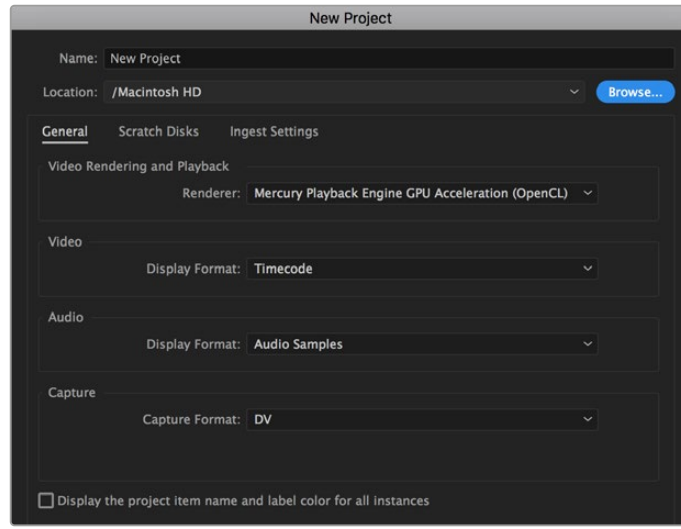 New Project
Name: New Project
Location: /Macintosh HD Browse...
General Scratch Disks Ingest Settings
Video Rendering and Playback
Renderer: Mercury Playback Engine GPU Acceleration (OpenCL)
Video
Display Format: Timecode
Audio
Display Format: Audio Samples
Capture
Capture Format: DV
Display the project item name and label color for all instances